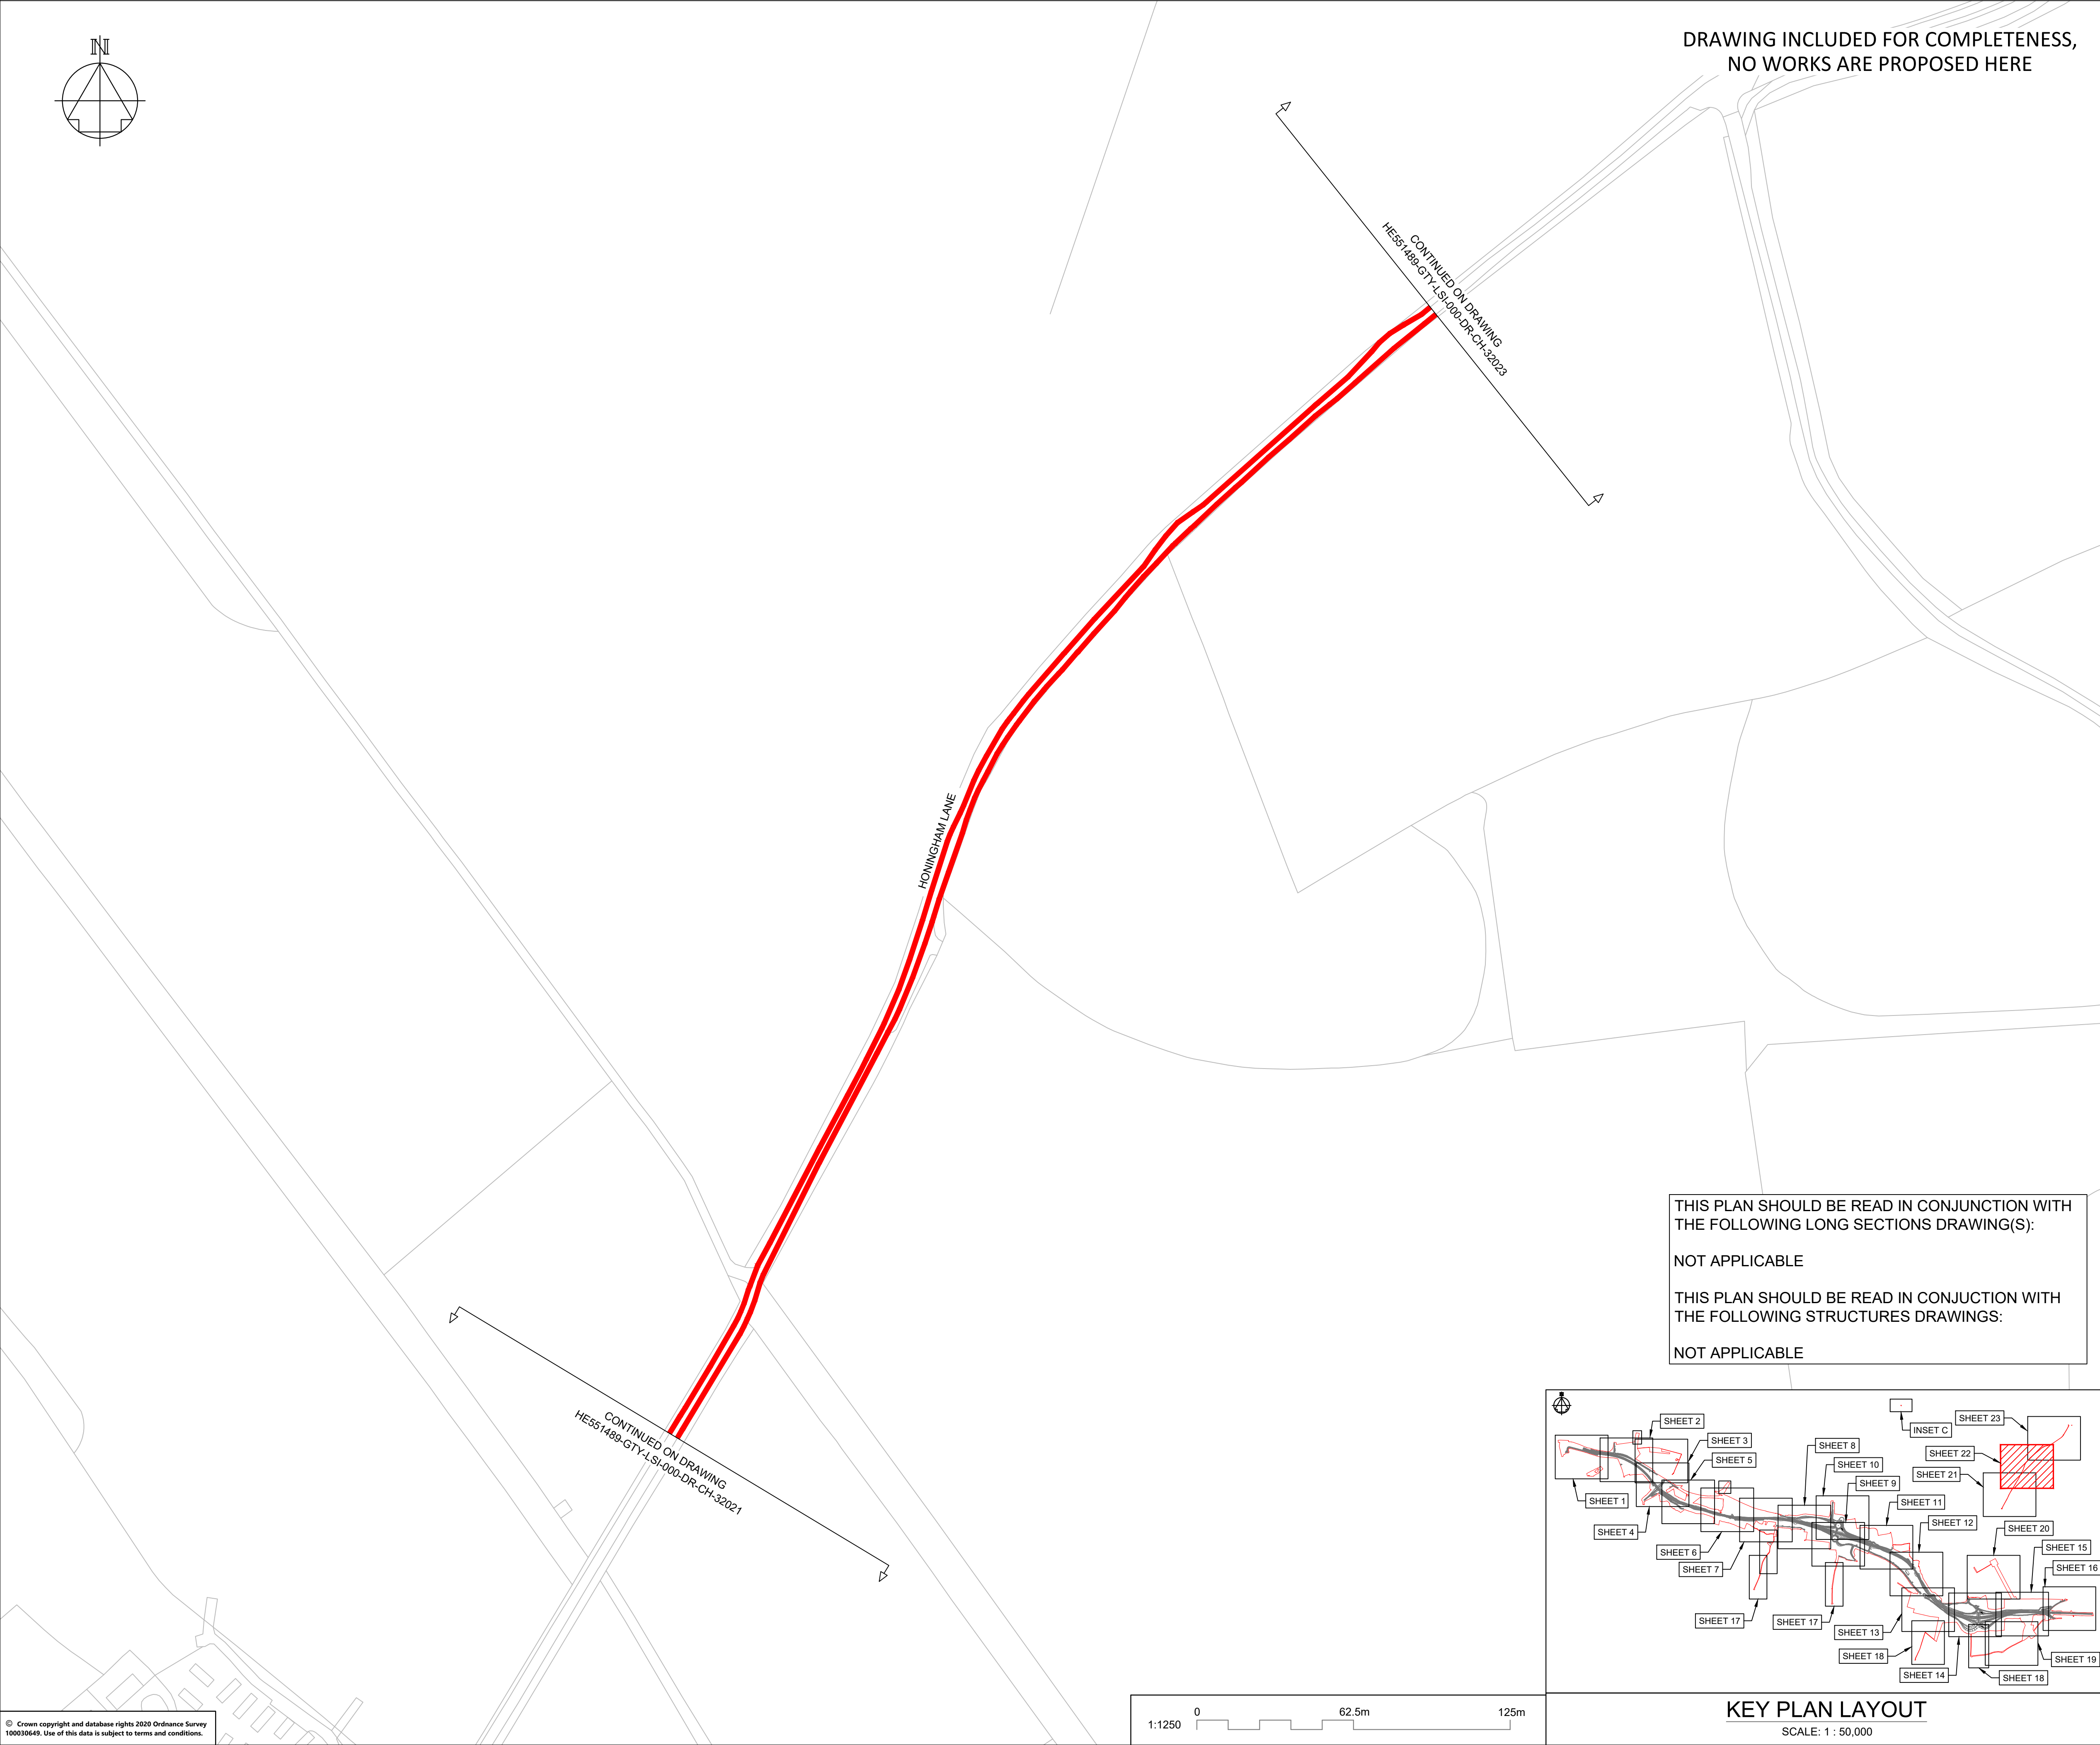 N
DRAWING INCLUDED FOR COMPLETENESS,
NO WORKS ARE PROPOSED HERE
CONTINUED ON DRAWING
HE551489-GTY-LSI-000-DR-CH-32023
HONINGHAM LANE
CONTINUED ON DRAWING
HE551489-GTY-LSI-000-DR-CH-32021
THIS PLAN SHOULD BE READ IN CONJUNCTION WITH
THE FOLLOWING LONG SECTIONS DRAWING(S):
NOT APPLICABLE
THIS PLAN SHOULD BE READ IN CONJUCTION WITH
THE FOLLOWING STRUCTURES DRAWINGS:
NOT APPLICABLE
SHEET 2
SHEET 3
SHEET 5
SHEET 1
SHEET 4
SHEET 6
SHEET 7
SHEET 8
SHEET 10
SHEET 9
SHEET 11
SHEET 12
INSET C
SHEET 23
SHEET 22
SHEET 21
SHEET 20
SHEET 15
SHEET 16
SHEET 17
SHEET 17
SHEET 13
SHEET 18
SHEET 14
SHEET 18
SHEET 19
KEY PLAN LAYOUT
SCALE: 1 : 50,000
1:1250
0
62.5m
125m
© Crown copyright and database rights 2020 Ordnance Survey
100030649. Use of this data is subject to terms and conditions.